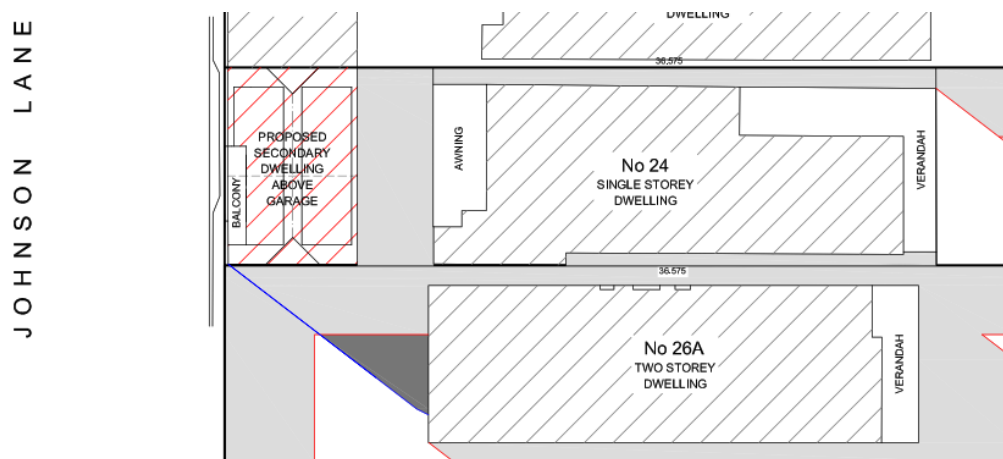 JOHNSON LANE
DWELLING
36.575
PROPOSED
SECONDARY
DWELLING
ABOVE
GARAGE
BALCONY
AWNING
No 24
SINGLE STOREY
DWELLING
VERANDAH
36.575
No 26A
TWO STOREY
DWELLING
VERANDAH